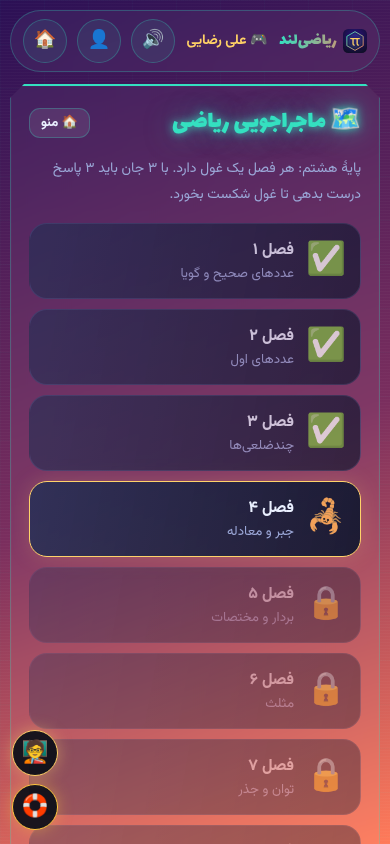 ریاضی‌لند
علی رضایی
ماجراجویی ریاضی
منو
پایهٔ هشتم: هر فصل یک غول دارد. با ۳ جان باید ۳ پاسخ
درست بدهی تا غول شکست بخورد.
فصل ۱
عددهای صحیح و گویا
فصل ۲
عددهای اول
فصل ۳
چندضلعی‌ها
فصل ۴
جبر و معادله
فصل ۵
بردار و مختصات
فصل ۶
مثلث
فصل ۷
توان و جذر